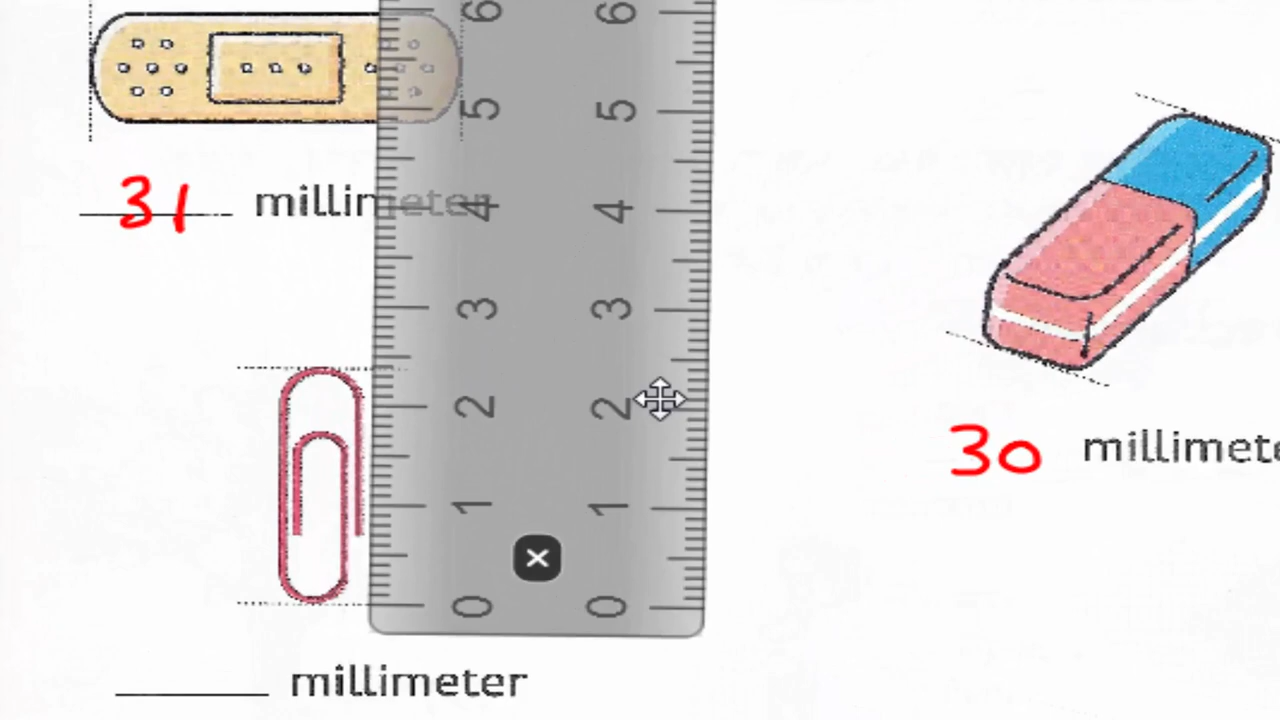 31 millimeter
6 6
5 5
4 4
3 3
2 2
1 1
0 0
30 millimete
millimeter